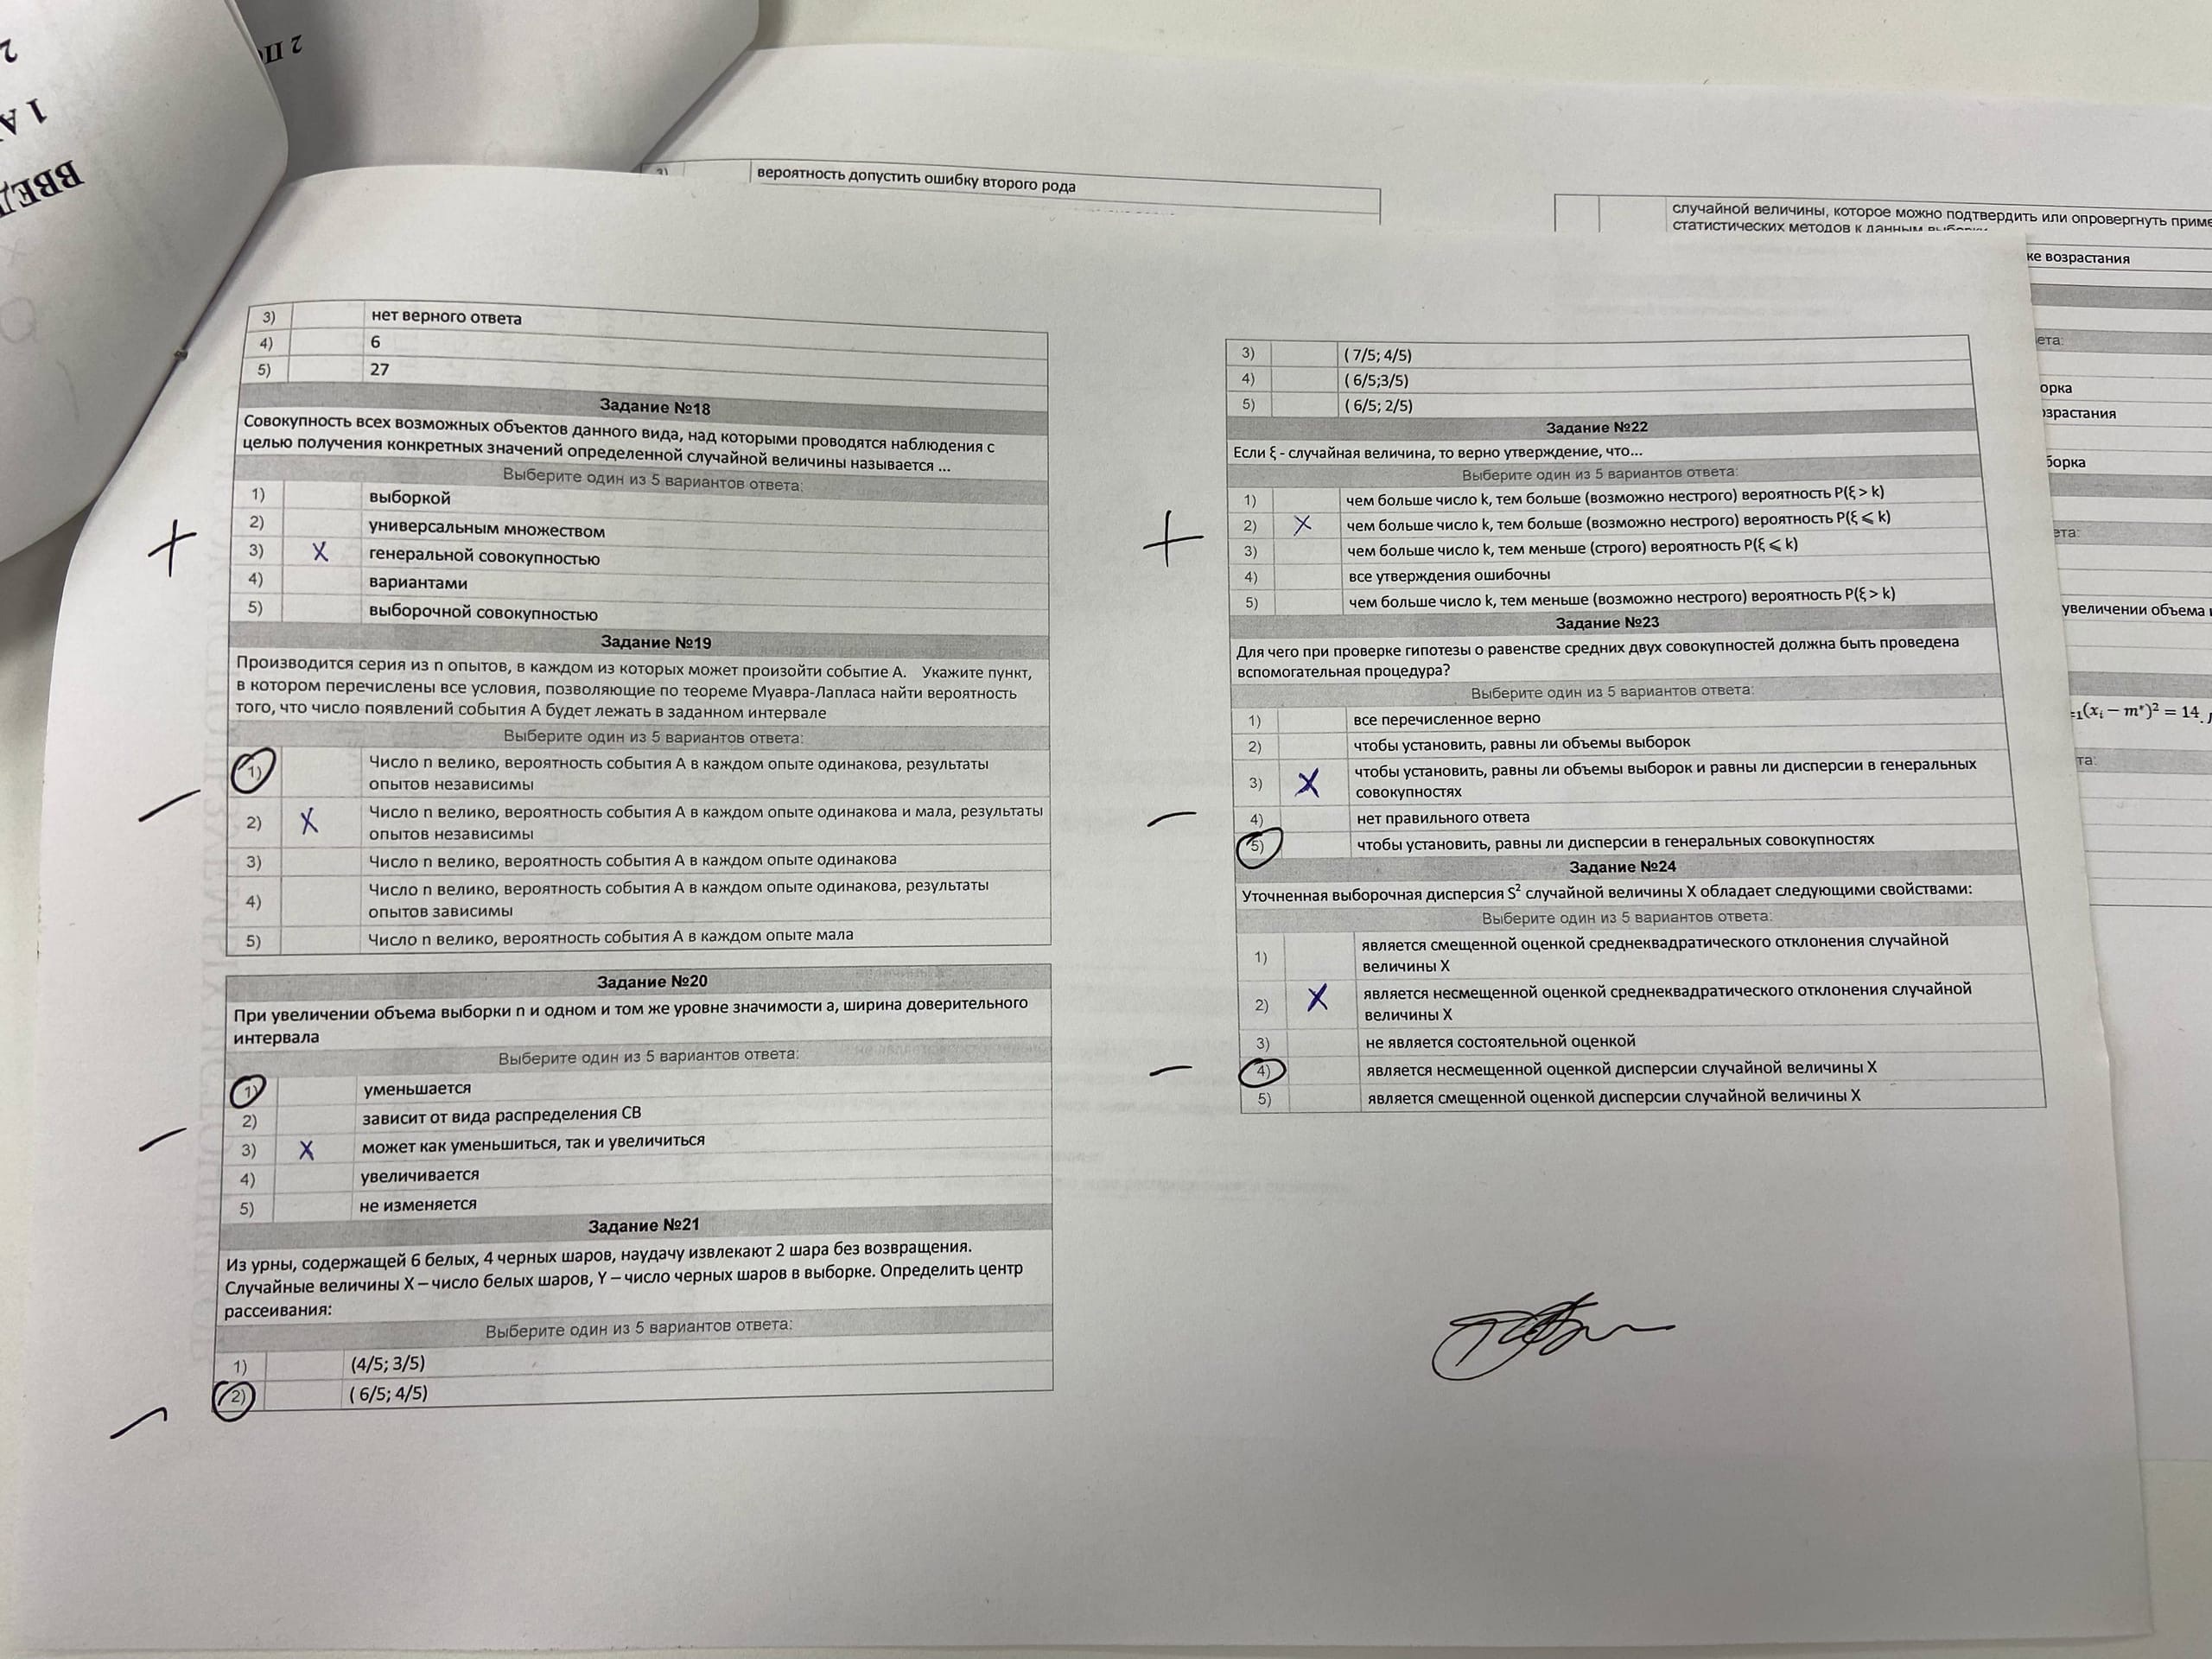 2 П
1 А
ВВЕД
вероятность допустить ошибку второго рода
случайной величины, которое можно подтвердить или опровергнуть
статистических методов к данным
3) нет верного ответа
4) 6
5) 27
Задание №18
Совокупность всех возможных объектов данного вида, над которыми проводятся наблюдения с
целью получения конкретных значений определенной случайной величины называется ...
Выберите один из 5 вариантов ответа:
1) выборкой
2) универсальным множеством
+ 3) X генеральной совокупностью
4) вариантами
5) выборочной совокупностью
Задание №19
Производится серия из n опытов, в каждом из которых может произойти событие А. Укажите пункт,
в котором перечислены все условия, позволяющие по теореме Муавра-Лапласа найти вероятность
того, что число появлений события А будет лежать в заданном интервале
Выберите один из 5 вариантов ответа:
1) Число n велико, вероятность события А в каждом опыте одинакова, результаты
опытов независимы
– 2) X Число n велико, вероятность события А в каждом опыте одинакова и мала, результаты
опытов независимы
3) Число n велико, вероятность события А в каждом опыте одинакова
4) Число n велико, вероятность события А в каждом опыте одинакова, результаты
опытов зависимы
5) Число n велико, вероятность события А в каждом опыте мала
Задание №20
При увеличении объема выборки n и одном и том же уровне значимости a, ширина доверительного
интервала
Выберите один из 5 вариантов ответа:
1) уменьшается
2) зависит от вида распределения СВ
– 3) X может как уменьшиться, так и увеличиться
4) увеличивается
5) не изменяется
Задание №21
Из урны, содержащей 6 белых, 4 черных шаров, наудачу извлекают 2 шара без возвращения.
Случайные величины X – число белых шаров, Y – число черных шаров в выборке. Определить центр
рассеивания:
Выберите один из 5 вариантов ответа:
1) (4/5; 3/5)
– 2) ( 6/5; 4/5)
3) ( 7/5; 4/5)
4) ( 6/5;3/5)
5) ( 6/5; 2/5)
Задание №22
Если ξ - случайная величина, то верно утверждение, что...
Выберите один из 5 вариантов ответа:
1) чем больше число k, тем больше (возможно нестрого) вероятность P(ξ > k)
+ 2) X чем больше число k, тем больше (возможно нестрого) вероятность P(ξ ⩽ k)
3) чем больше число k, тем меньше (строго) вероятность P(ξ ⩽ k)
4) все утверждения ошибочны
5) чем больше число k, тем меньше (возможно нестрого) вероятность P(ξ > k)
Задание №23
Для чего при проверке гипотезы о равенстве средних двух совокупностей должна быть проведена
вспомогательная процедура?
Выберите один из 5 вариантов ответа:
1) все перечисленное верно
2) чтобы установить, равны ли объемы выборок
3) X чтобы установить, равны ли объемы выборок и равны ли дисперсии в генеральных
совокупностях
– 4) нет правильного ответа
5) чтобы установить, равны ли дисперсии в генеральных совокупностях
Задание №24
Уточненная выборочная дисперсия S² случайной величины X обладает следующими свойствами:
Выберите один из 5 вариантов ответа:
1) является смещенной оценкой среднеквадратического отклонения случайной
величины X
2) X является несмещенной оценкой среднеквадратического отклонения случайной
величины X
3) не является состоятельной оценкой
– 4) является несмещенной оценкой дисперсии случайной величины X
5) является смещенной оценкой дисперсии случайной величины X
ке возрастания
ета:
орка
зрастания
борка
ета:
увеличении объема
(xᵢ – m*)² = 14
та: